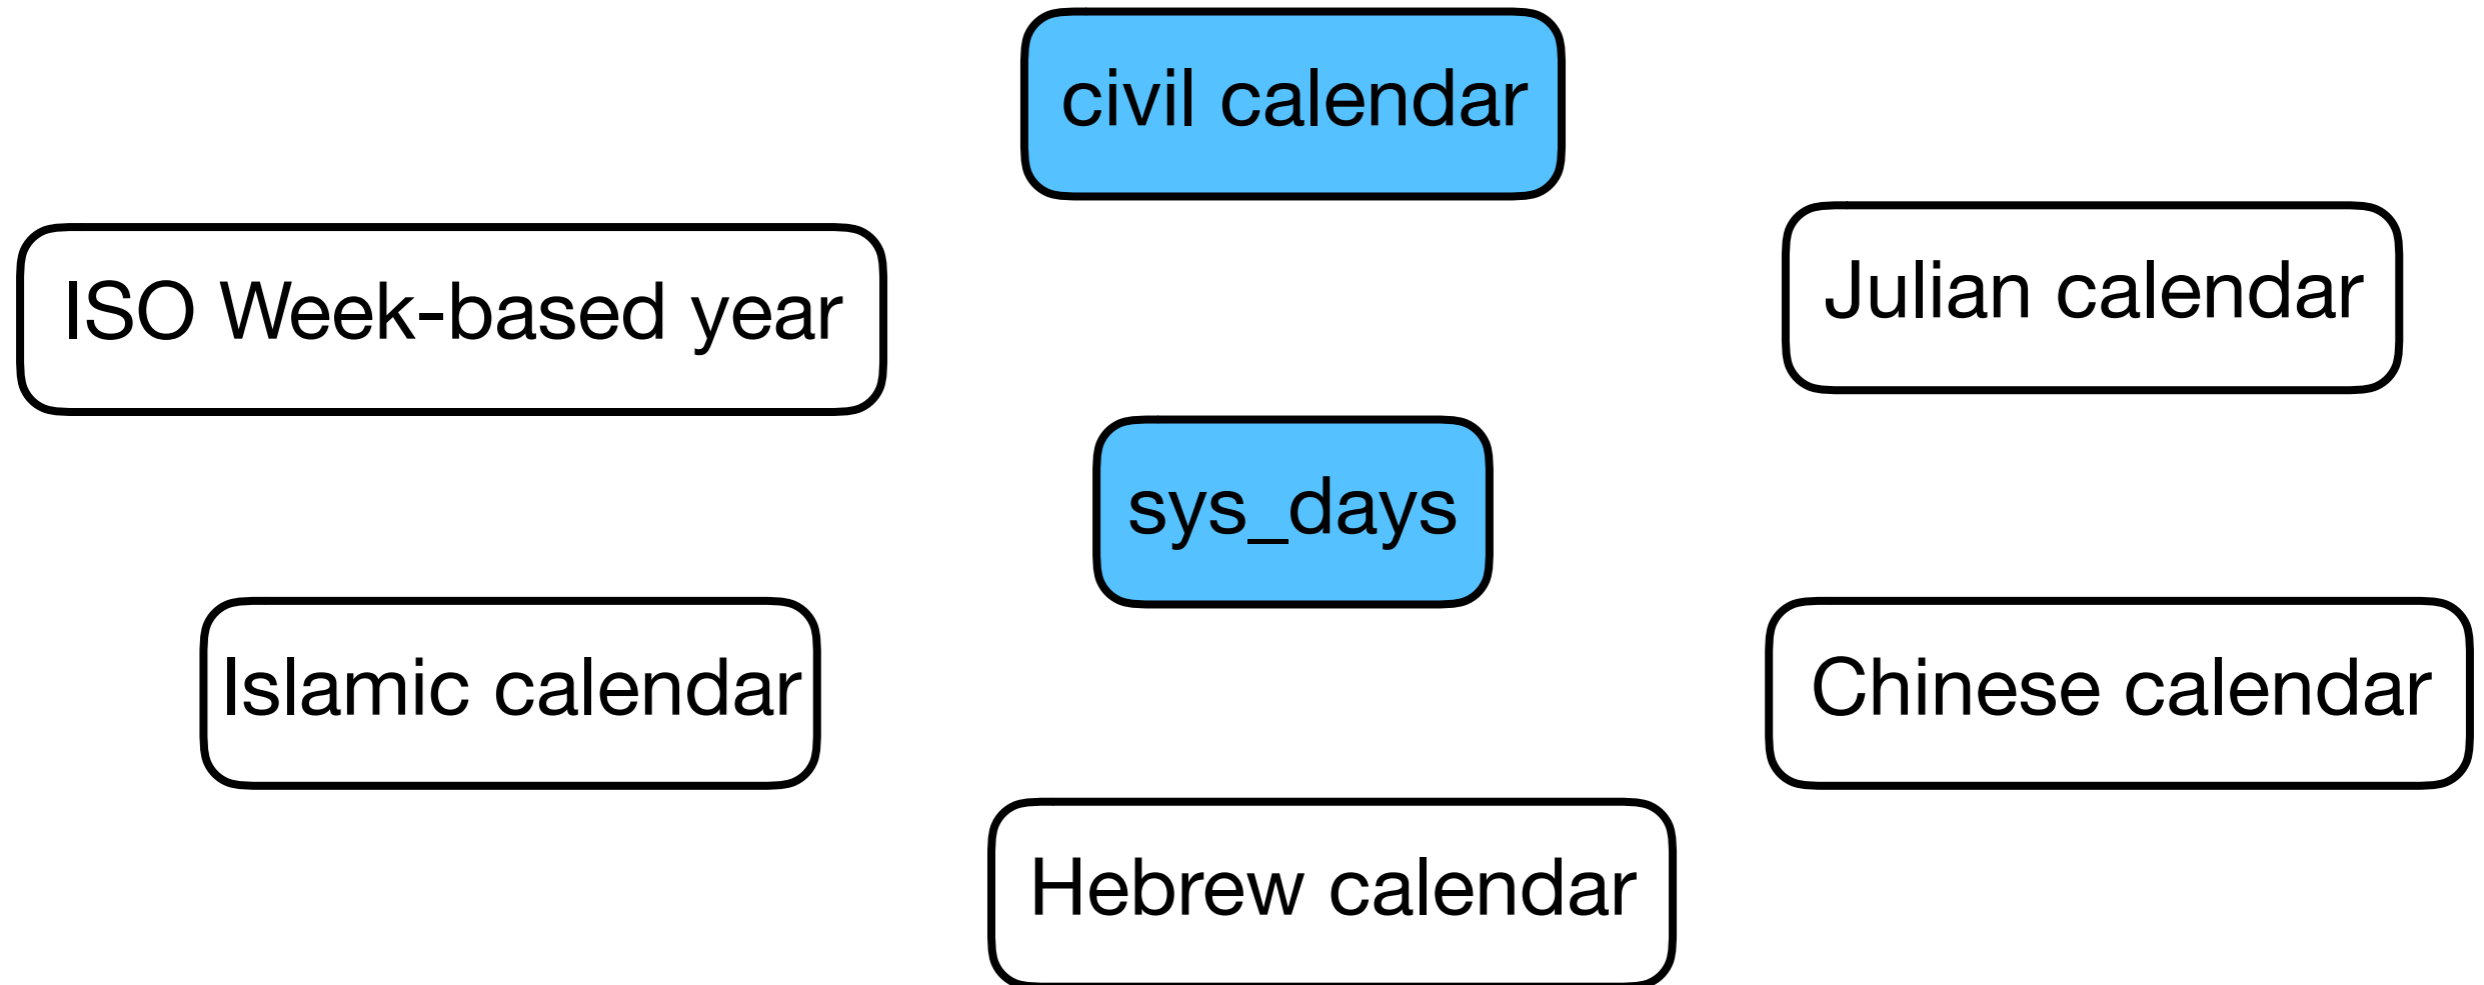 civil calendar
ISO Week-based year
Julian calendar
sys_days
Islamic calendar
Chinese calendar
Hebrew calendar